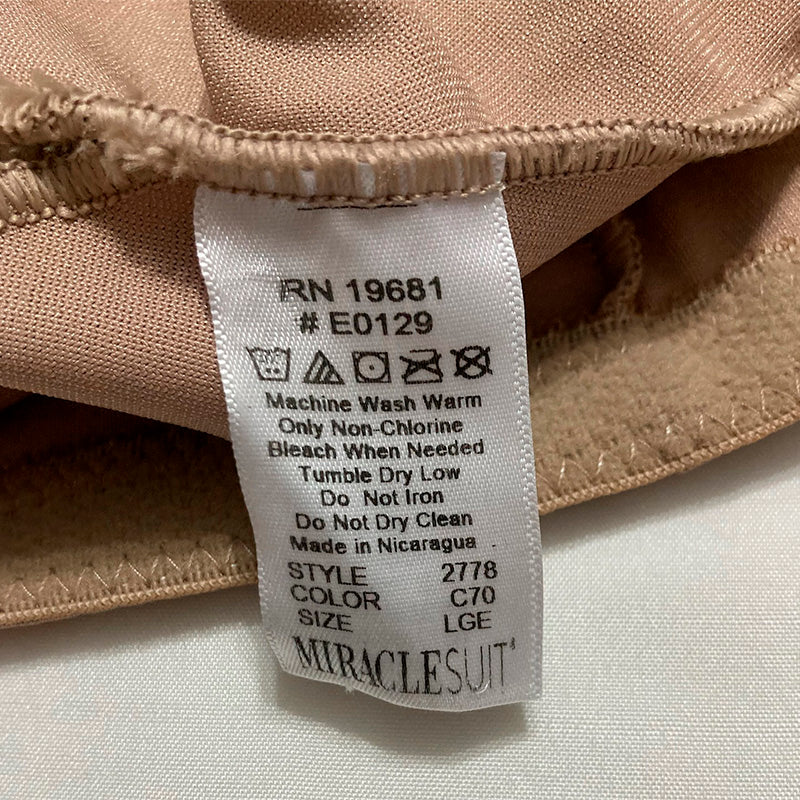 RN 19681
# E0129
Machine Wash Warm
Only Non-Chlorine
Bleach When Needed
Tumble Dry Low
Do Not Iron
Do Not Dry Clean
Made in Nicaragua .
STYLE 2778
COLOR C70
SIZE LGE
MIRACLESUIT®